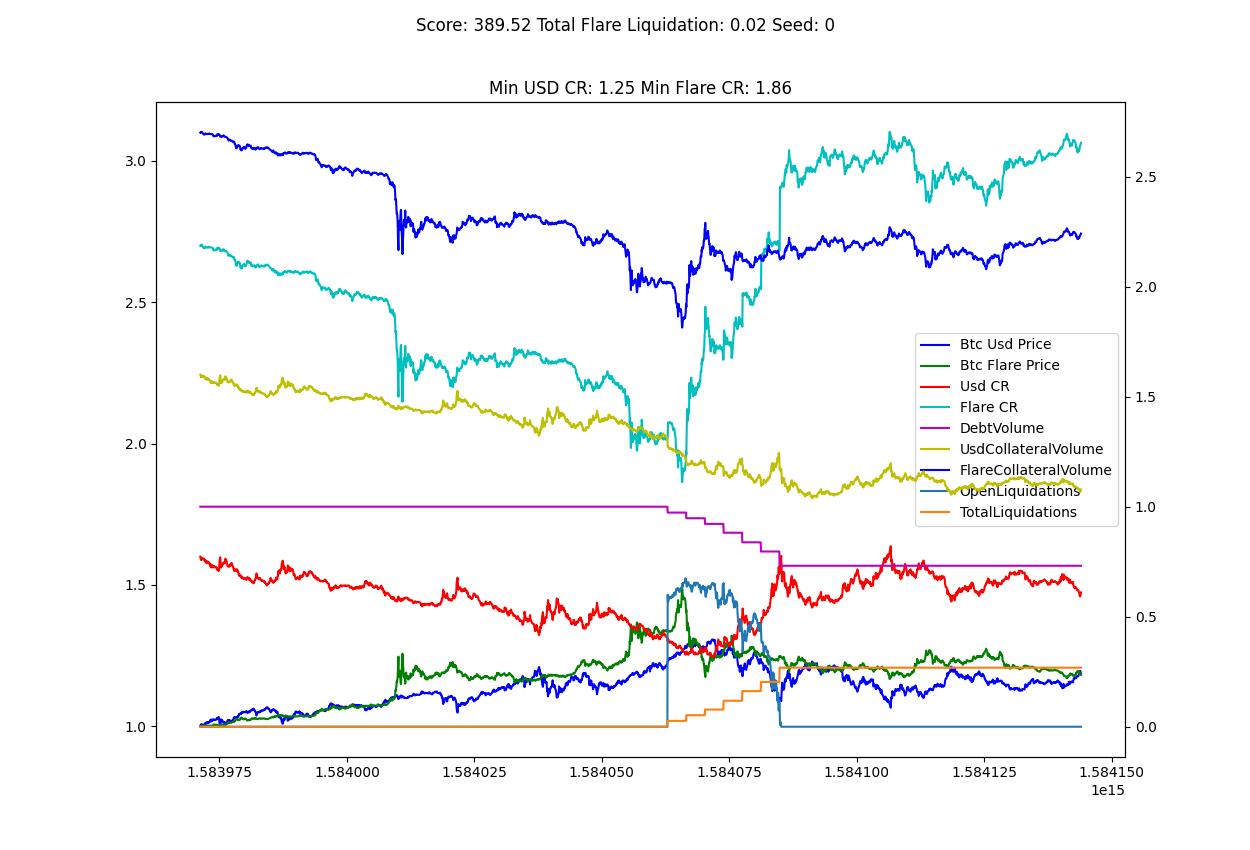 Score: 389.52 Total Flare Liquidation: 0.02 Seed: 0
Min USD CR: 1.25 Min Flare CR: 1.86
3.0
2.5
2.0
1.5
1.0
2.5
2.0
1.5
1.0
0.5
0.0
Btc Usd Price
Btc Flare Price
Usd CR
Flare CR
DebtVolume
UsdCollateralVolume
FlareCollateralVolume
OpenLiquidations
TotalLiquidations
1.583975 1.584000 1.584025 1.584050 1.584075 1.584100 1.584125 1.584150
1e15